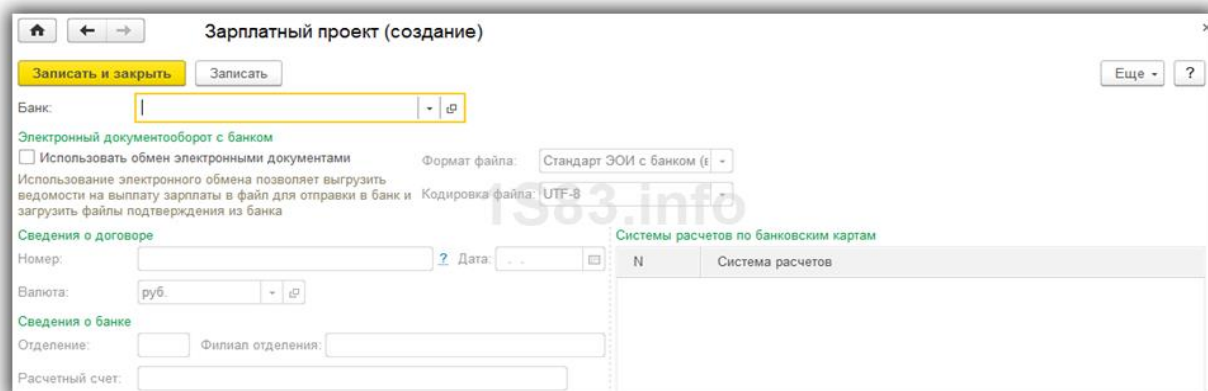 Зарплатный проект (создание)
Записать и закрыть Записать Еще ?
Банк:
Электронный документооборот с банком
Использовать обмен электронными документами Формат файла: Стандарт ЭОИ с банком (в
Использование электронного обмена позволяет выгрузить
ведомости на выплату зарплаты в файл для отправки в банк и Кодировка файла: UTF-8
загрузить файлы подтверждения из банка
1S83.info
Сведения о договоре Системы расчетов по банковским картам
Номер: ? Дата: . . N Система расчетов
Валюта: руб.
Сведения о банке
Отделение: Филиал отделения:
Расчетный счет: